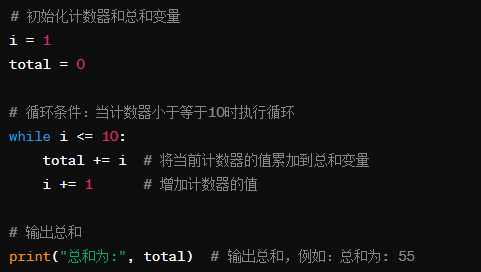 # 初始化计数器和总和变量
i = 1
total = 0
# 循环条件：当计数器小于等于10时执行循环
while i <= 10:
    total += i  # 将当前计数器的值累加到总和变量
    i += 1      # 增加计数器的值
# 输出总和
print("总和为:", total)  # 输出总和，例如：总和为: 55